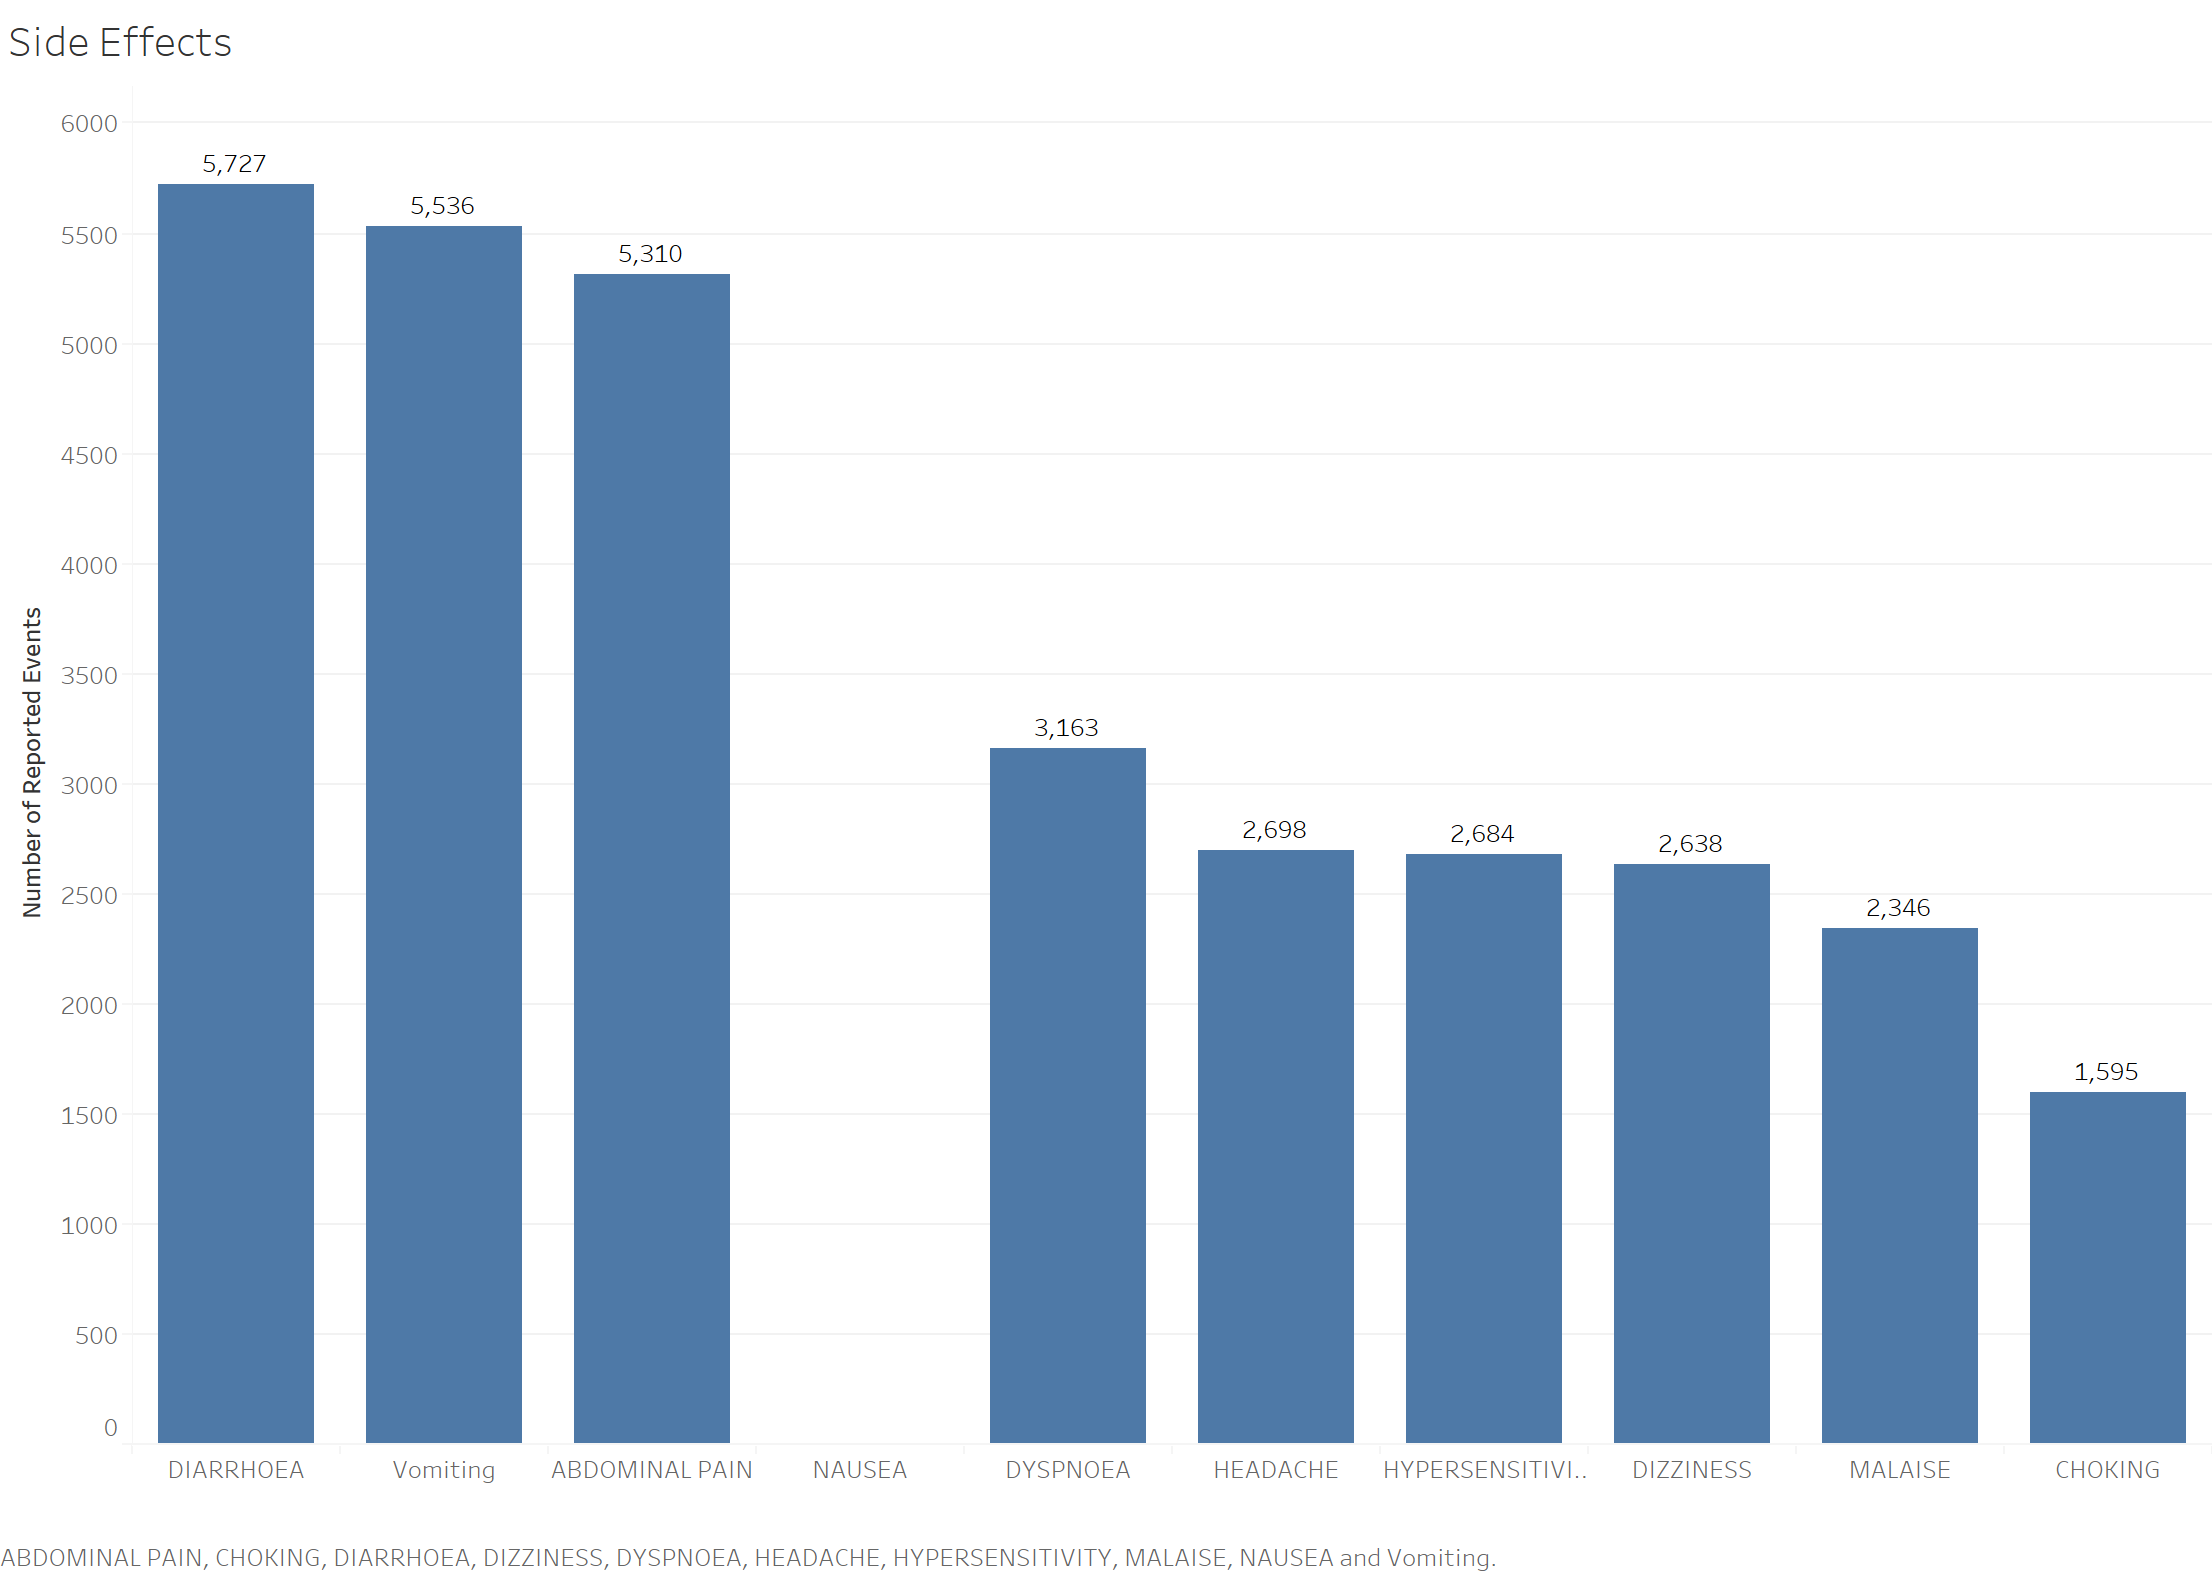 Side Effects
6000
5500
5000
4500
4000
3500
3000
2500
2000
1500
1000
500
0
Number of Reported Events
5,727
5,536
5,310
3,163
2,698
2,684
2,638
2,346
1,595
DIARRHOEA
Vomiting
ABDOMINAL PAIN
NAUSEA
DYSPNOEA
HEADACHE
HYPERSENSITIVI..
DIZZINESS
MALAISE
CHOKING
ABDOMINAL PAIN, CHOKING, DIARRHOEA, DIZZINESS, DYSPNOEA, HEADACHE, HYPERSENSITIVITY, MALAISE, NAUSEA and Vomiting.